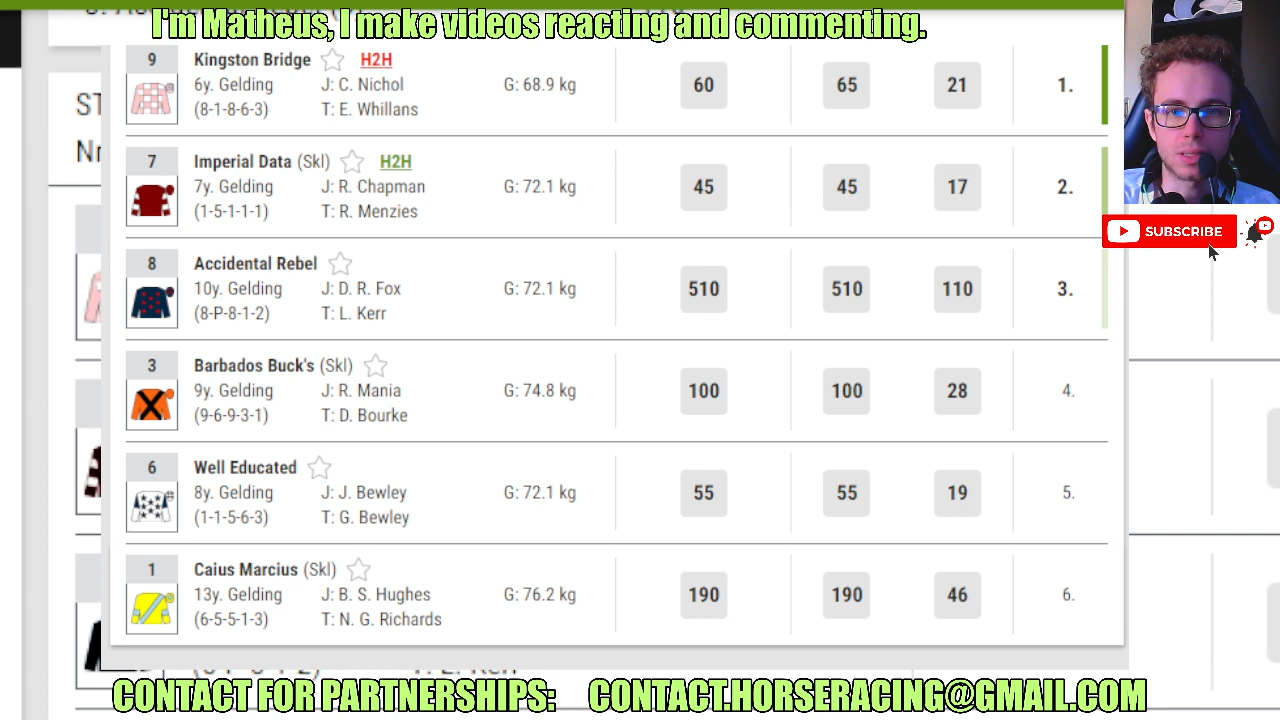 I'm Matheus, I make videos reacting and commenting.
9 Kingston Bridge H2H
6y. Gelding J: C. Nichol G: 68.9 kg 60 65 21 1.
(8-1-8-6-3) T: E. Whillans
7 Imperial Data (Skl) H2H
7y. Gelding J: R. Chapman G: 72.1 kg 45 45 17 2.
(1-5-1-1-1) T: R. Menzies
8 Accidental Rebel
10y. Gelding J: D. R. Fox G: 72.1 kg 510 510 110 3.
(8-P-8-1-2) T: L. Kerr
3 Barbados Buck's (Skl)
9y. Gelding J: R. Mania G: 74.8 kg 100 100 28 4.
(9-6-9-3-1) T: D. Bourke
6 Well Educated
8y. Gelding J: J. Bewley G: 72.1 kg 55 55 19 5.
(1-1-5-6-3) T: G. Bewley
1 Caius Marcius (Skl)
13y. Gelding J: B. S. Hughes G: 76.2 kg 190 190 46 6.
(6-5-5-1-3) T: N. G. Richards
SUBSCRIBE
CONTACT FOR PARTNERSHIPS: CONTACT.HORSERACING@GMAIL.COM